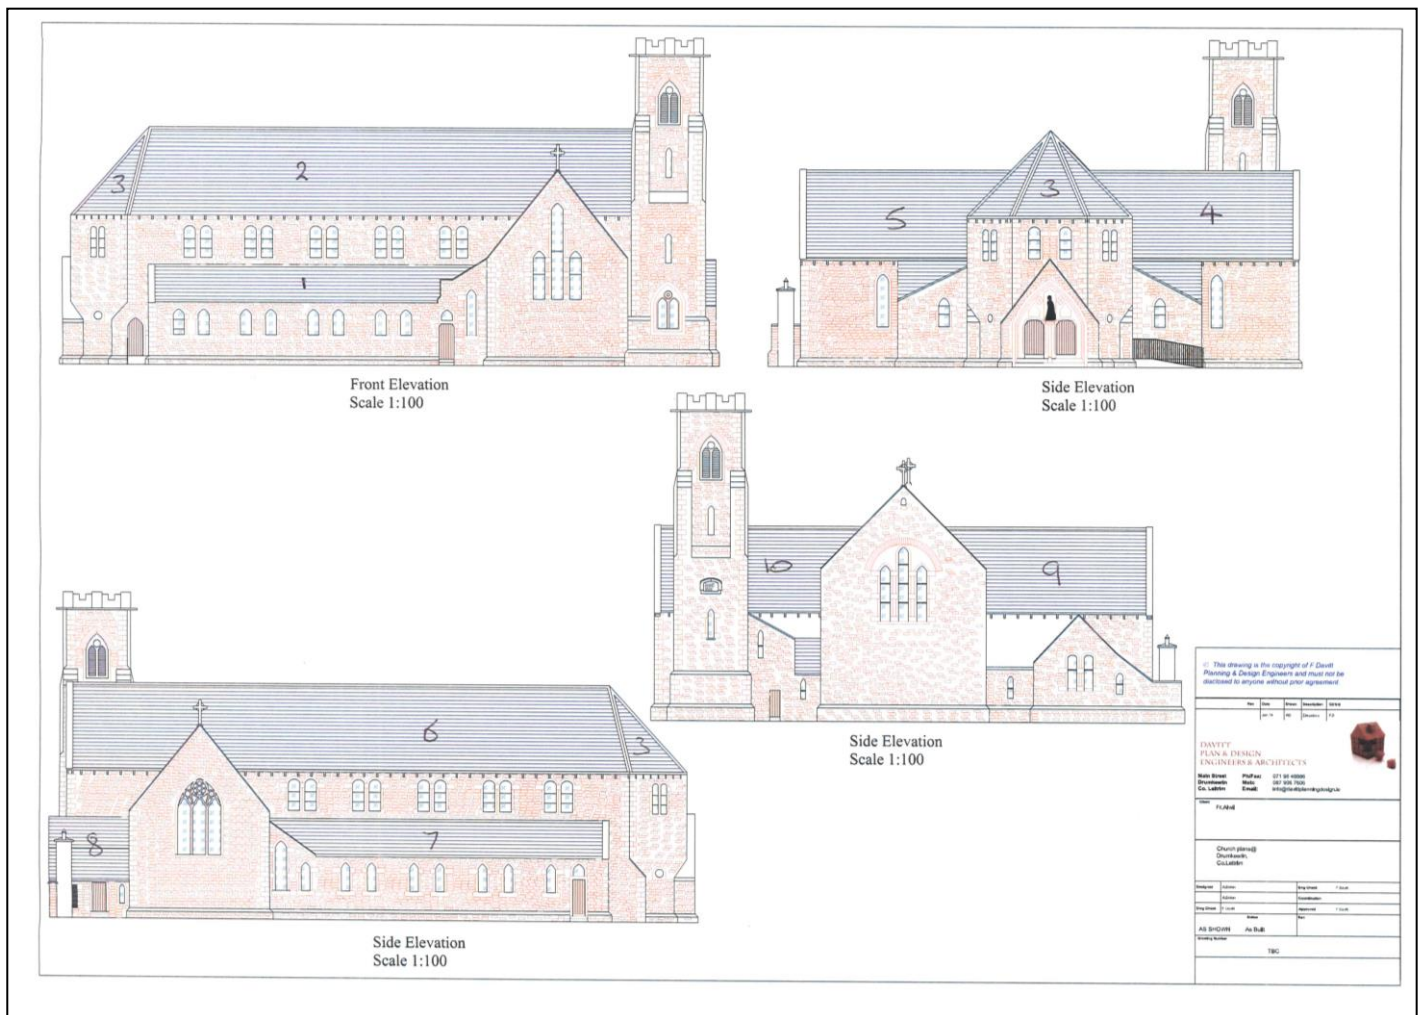 3
2
1
Front Elevation
Scale 1:100
5
3
4
Side Elevation
Scale 1:100
10
9
Side Elevation
Scale 1:100
6
3
8
7
Side Elevation
Scale 1:100
© This drawing is the copyright of F Davitt
Planning & Design Engineers and must not be
disclosed to anyone without prior agreement
DAVITT
PLAN & DESIGN
ENGINEERS & ARCHITECTS
Main Street
Co. Leitrim
Church plans@
Co.Leitrim
AS SHOWN As Built
TBC